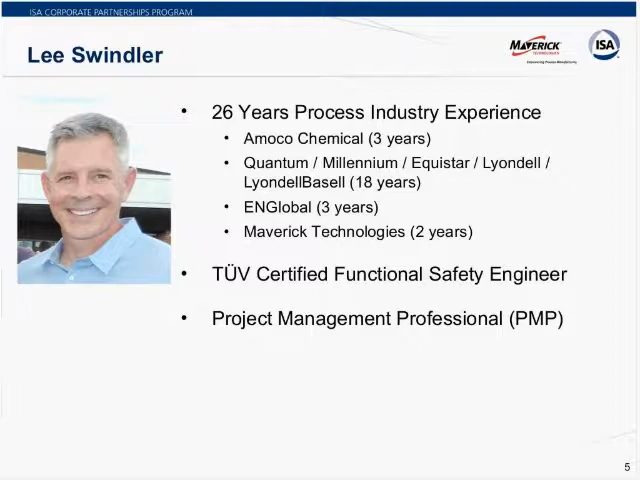 ISA CORPORATE PARTNERSHIPS PROGRAM
Lee Swindler
MAVERICK
TECHNOLOGIES
ISA
• 26 Years Process Industry Experience
• Amoco Chemical (3 years)
• Quantum / Millennium / Equistar / Lyondell /
LyondellBasell (18 years)
• ENGlobal (3 years)
• Maverick Technologies (2 years)
• TÜV Certified Functional Safety Engineer
• Project Management Professional (PMP)
5